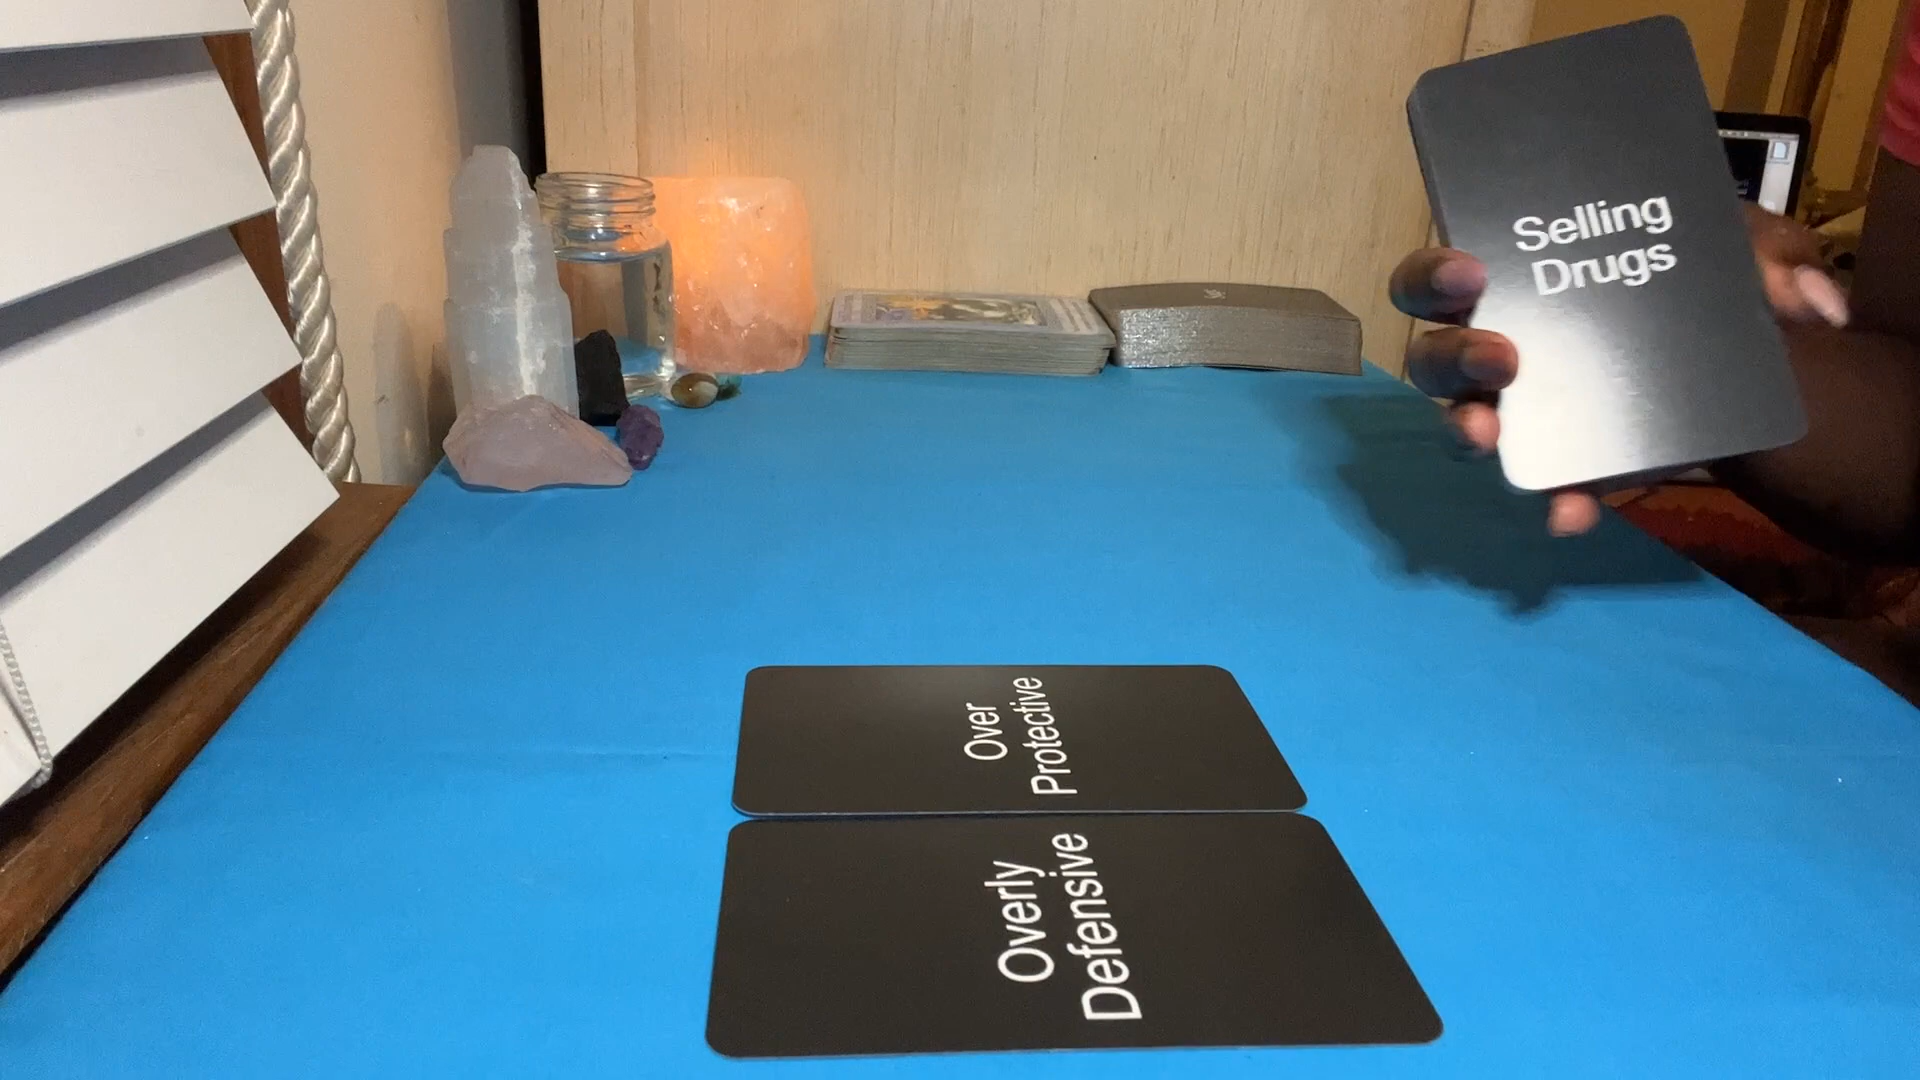 Selling
Drugs
Over
Protective
Overly
Defensive